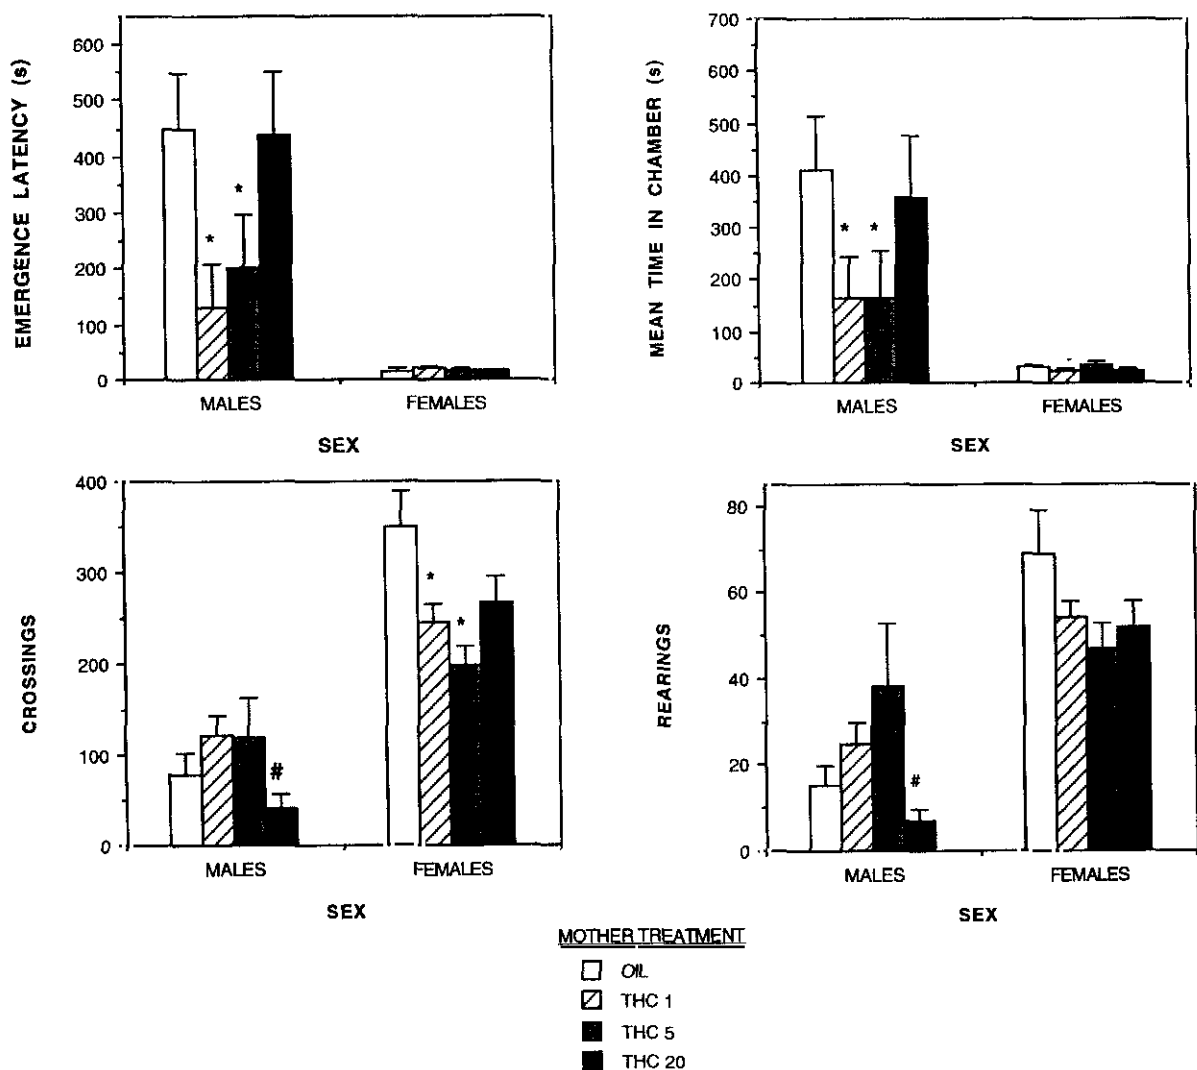 EMERGENCE LATENCY (s)
600
500
400
300
200
100
0
*
*
MALES
FEMALES
SEX
MEAN TIME IN CHAMBER (s)
700
600
500
400
300
200
100
0
*
*
MALES
FEMALES
SEX
CROSSINGS
400
300
200
100
0
#
*
*
MALES
FEMALES
SEX
REARINGS
80
60
40
20
0
#
MALES
FEMALES
SEX
MOTHER TREATMENT
OIL
THC 1
THC 5
THC 20